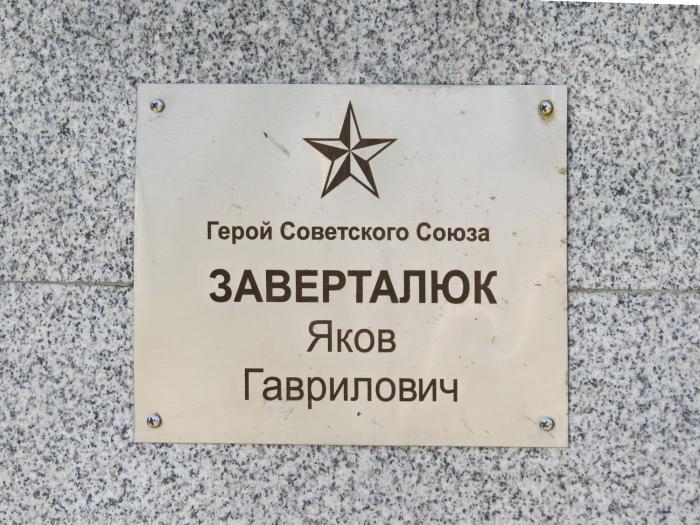 Герой Советского Союза
ЗАВЕРТАЛЮК
Яков
Гаврилович